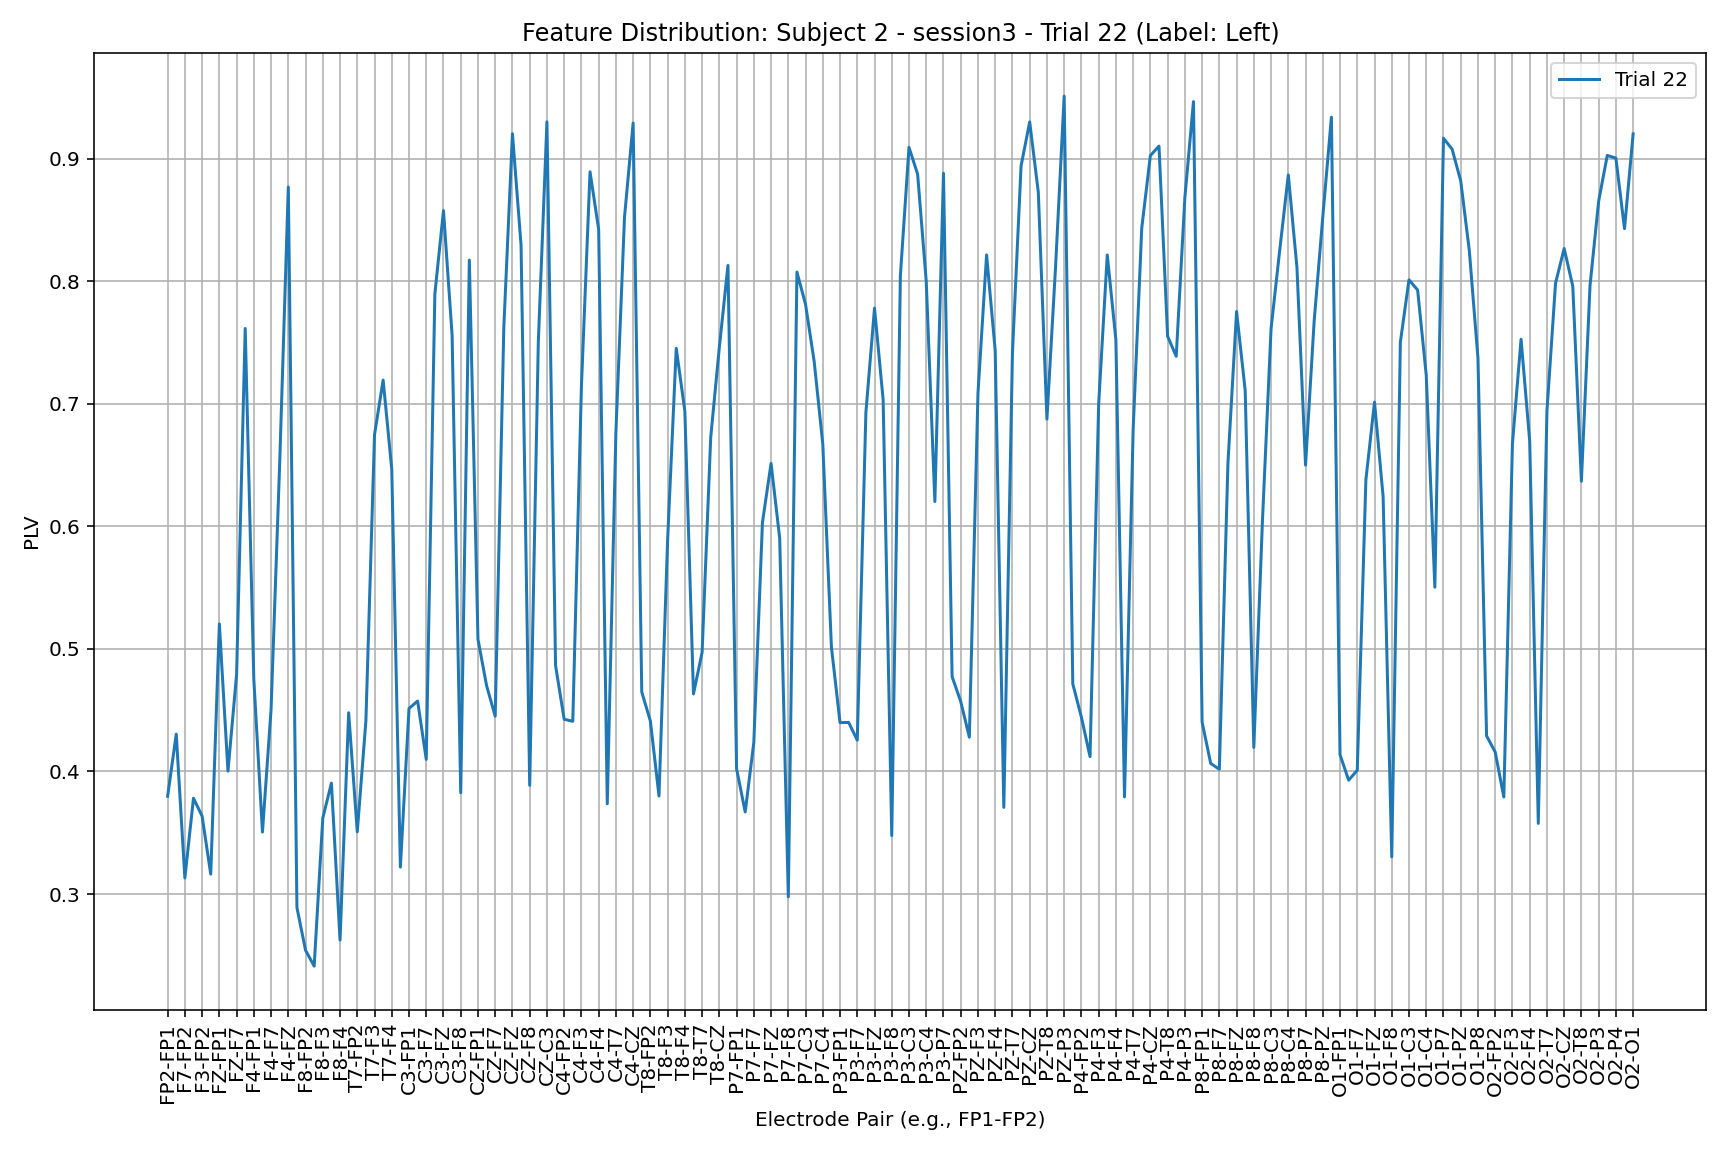 Feature Distribution: Subject 2 - session3 - Trial 22 (Label: Left)
Trial 22
0.9
0.8
0.7
0.6
0.5
0.4
0.3
PLV
FP2-FP1
F7-FP2
F3-FP2
FZ-FP1
FZ-F7
F4-FP1
F4-F7
F4-FZ
F8-FP2
F8-F3
F8-F4
T7-FP2
T7-F3
T7-F4
C3-FP1
C3-F7
C3-FZ
C3-F8
CZ-FP1
CZ-F7
CZ-FZ
CZ-F8
CZ-C3
C4-FP2
C4-F3
C4-F4
C4-T7
C4-CZ
T8-FP2
T8-F3
T8-F4
T8-T7
T8-CZ
P7-FP1
P7-F7
P7-FZ
P7-F8
P7-C3
P7-C4
P3-FP1
P3-F7
P3-FZ
P3-F8
P3-C3
P3-C4
P3-P7
PZ-FP2
PZ-F3
PZ-F4
PZ-T7
PZ-CZ
PZ-T8
PZ-P3
P4-FP2
P4-F3
P4-F4
P4-T7
P4-CZ
P4-T8
P4-P3
P8-FP1
P8-F7
P8-FZ
P8-F8
P8-C3
P8-C4
P8-P7
P8-PZ
O1-FP1
O1-F7
O1-FZ
O1-F8
O1-C3
O1-C4
O1-P7
O1-PZ
O1-P8
O2-FP2
O2-F3
O2-F4
O2-T7
O2-CZ
O2-T8
O2-P3
O2-P4
O2-O1
Electrode Pair (e.g., FP1-FP2)